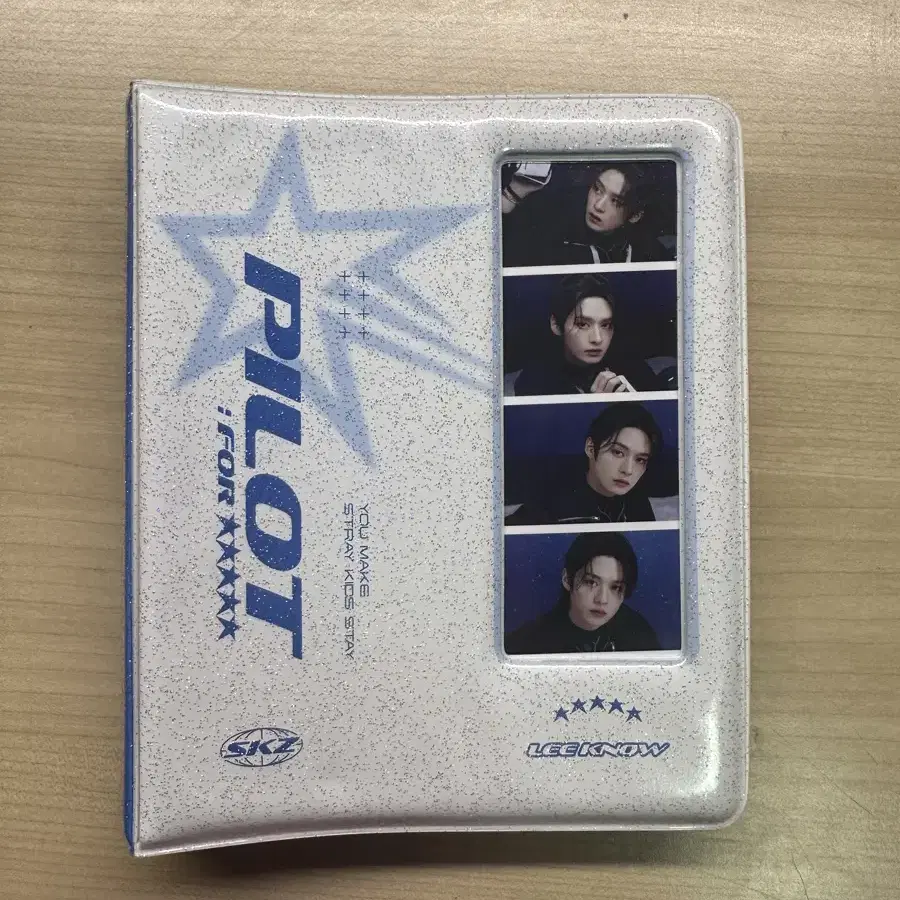 PILOT
: FOR ★★★★★
++++
++++
YOU MAKE
STRAY KIDS STAY
SKZ
★★★★★
LEE KNOW